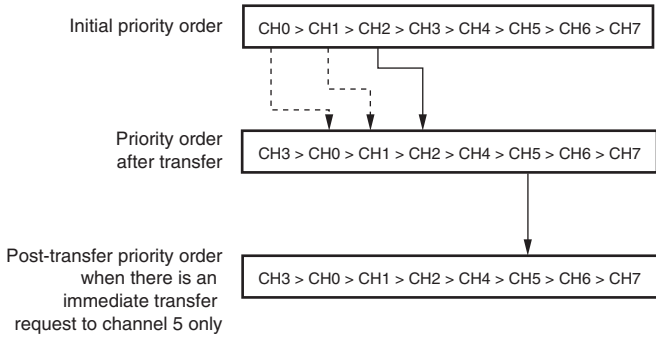 Initial priority order
CH0 > CH1 > CH2 > CH3 > CH4 > CH5 > CH6 > CH7
Priority order
after transfer
CH3 > CH0 > CH1 > CH2 > CH4 > CH5 > CH6 > CH7
Post-transfer priority order
when there is an
immediate transfer
request to channel 5 only
CH3 > CH0 > CH1 > CH2 > CH4 > CH5 > CH6 > CH7